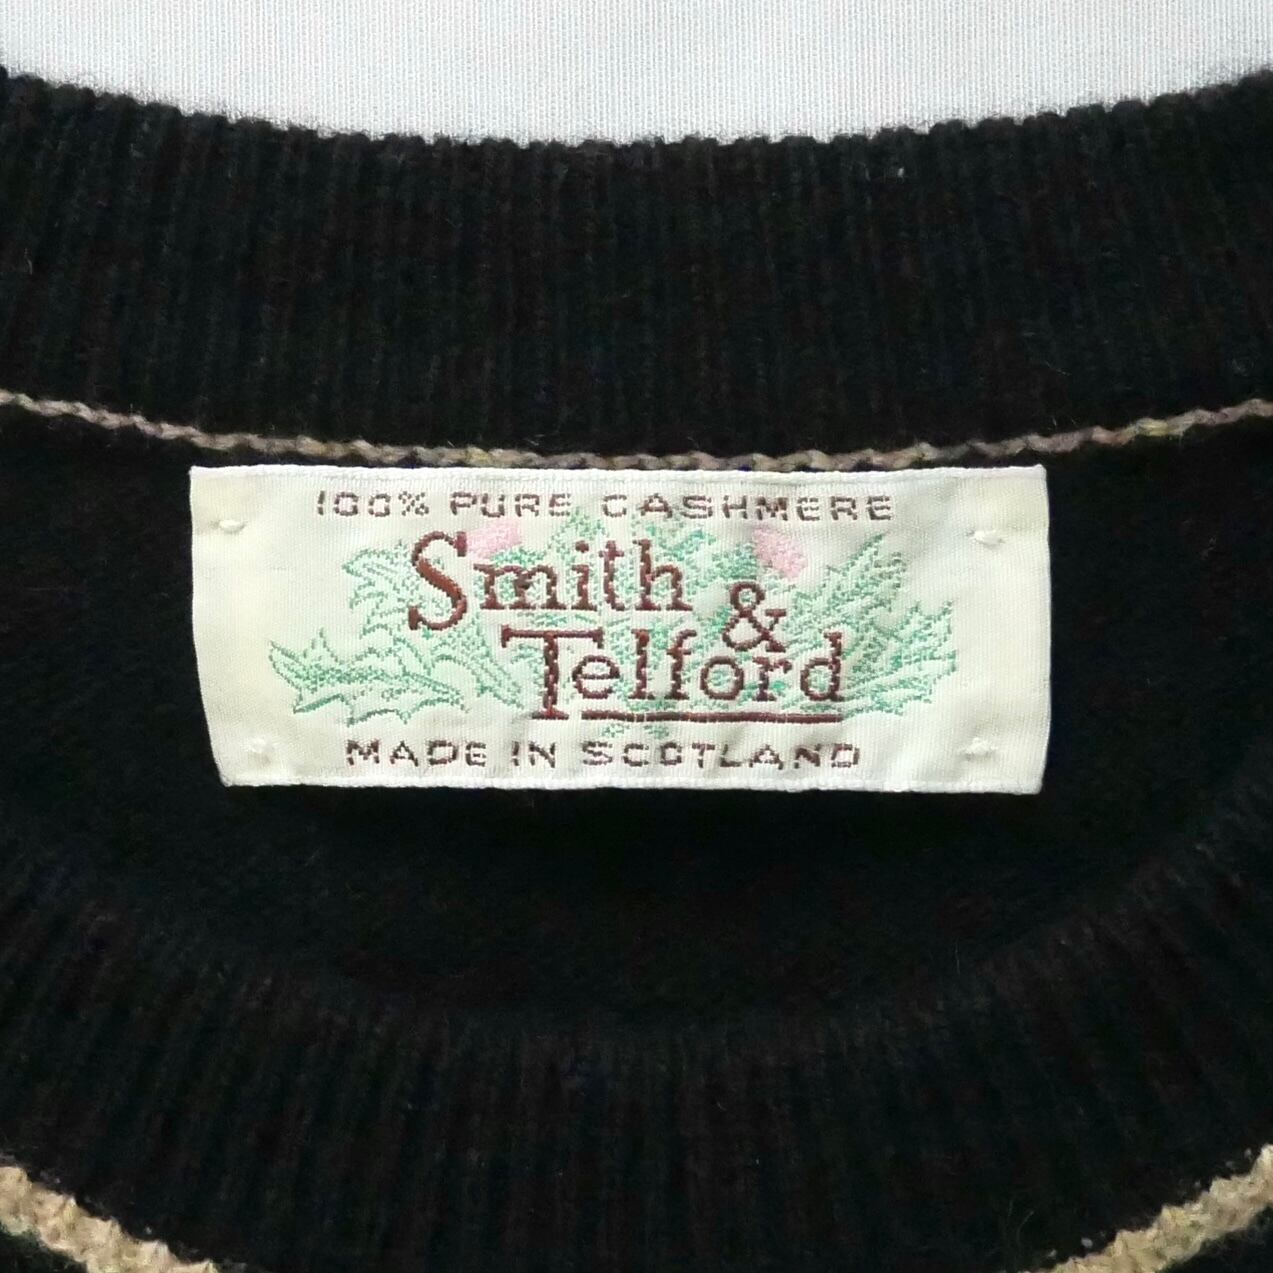 100% PURE CASHMERE
Smith
&
Telford
MADE IN SCOTLAND